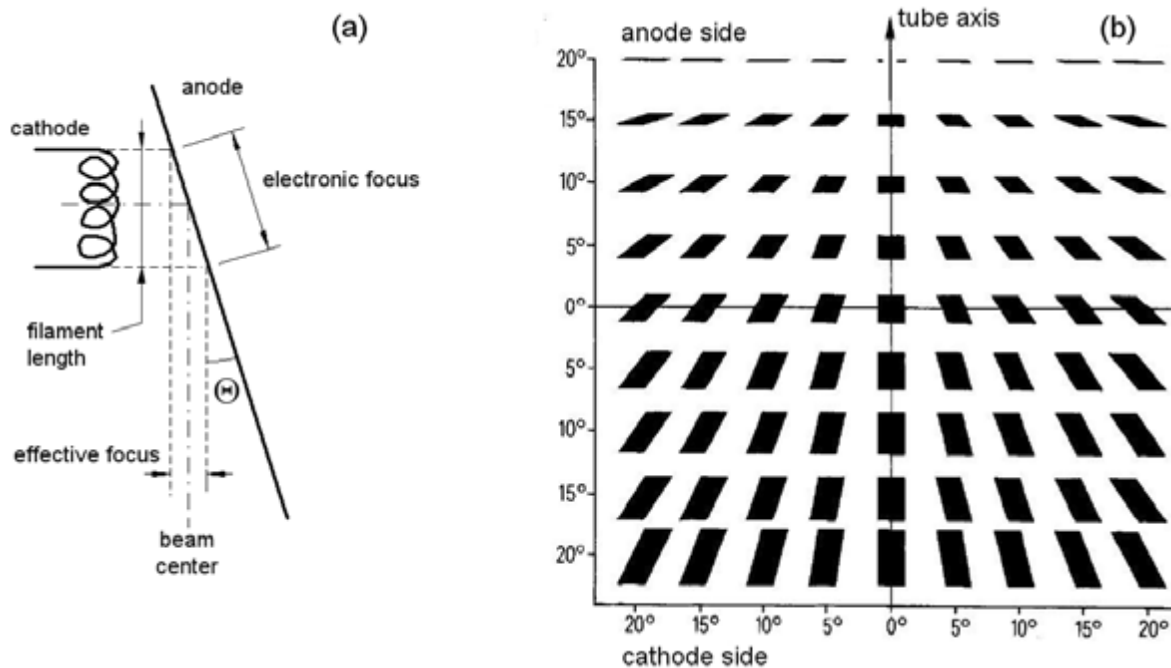 (a)
anode
cathode
electronic focus
filament
length
Θ
effective focus
beam
center
(b)
tube axis
anode side
20°
15°
10°
5°
0°
5°
10°
15°
20°
20° 15° 10° 5° 0° 5° 10° 15° 20°
cathode side